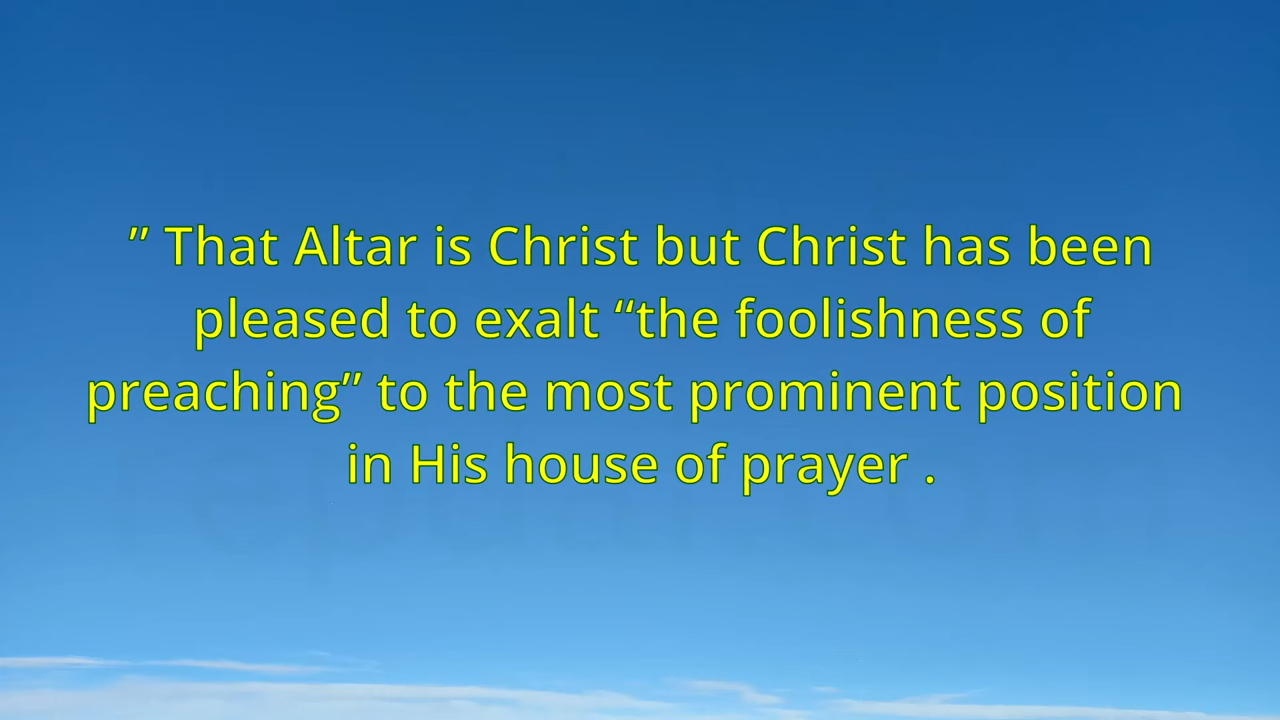 ” That Altar is Christ but Christ has been
pleased to exalt “the foolishness of
preaching” to the most prominent position
in His house of prayer .